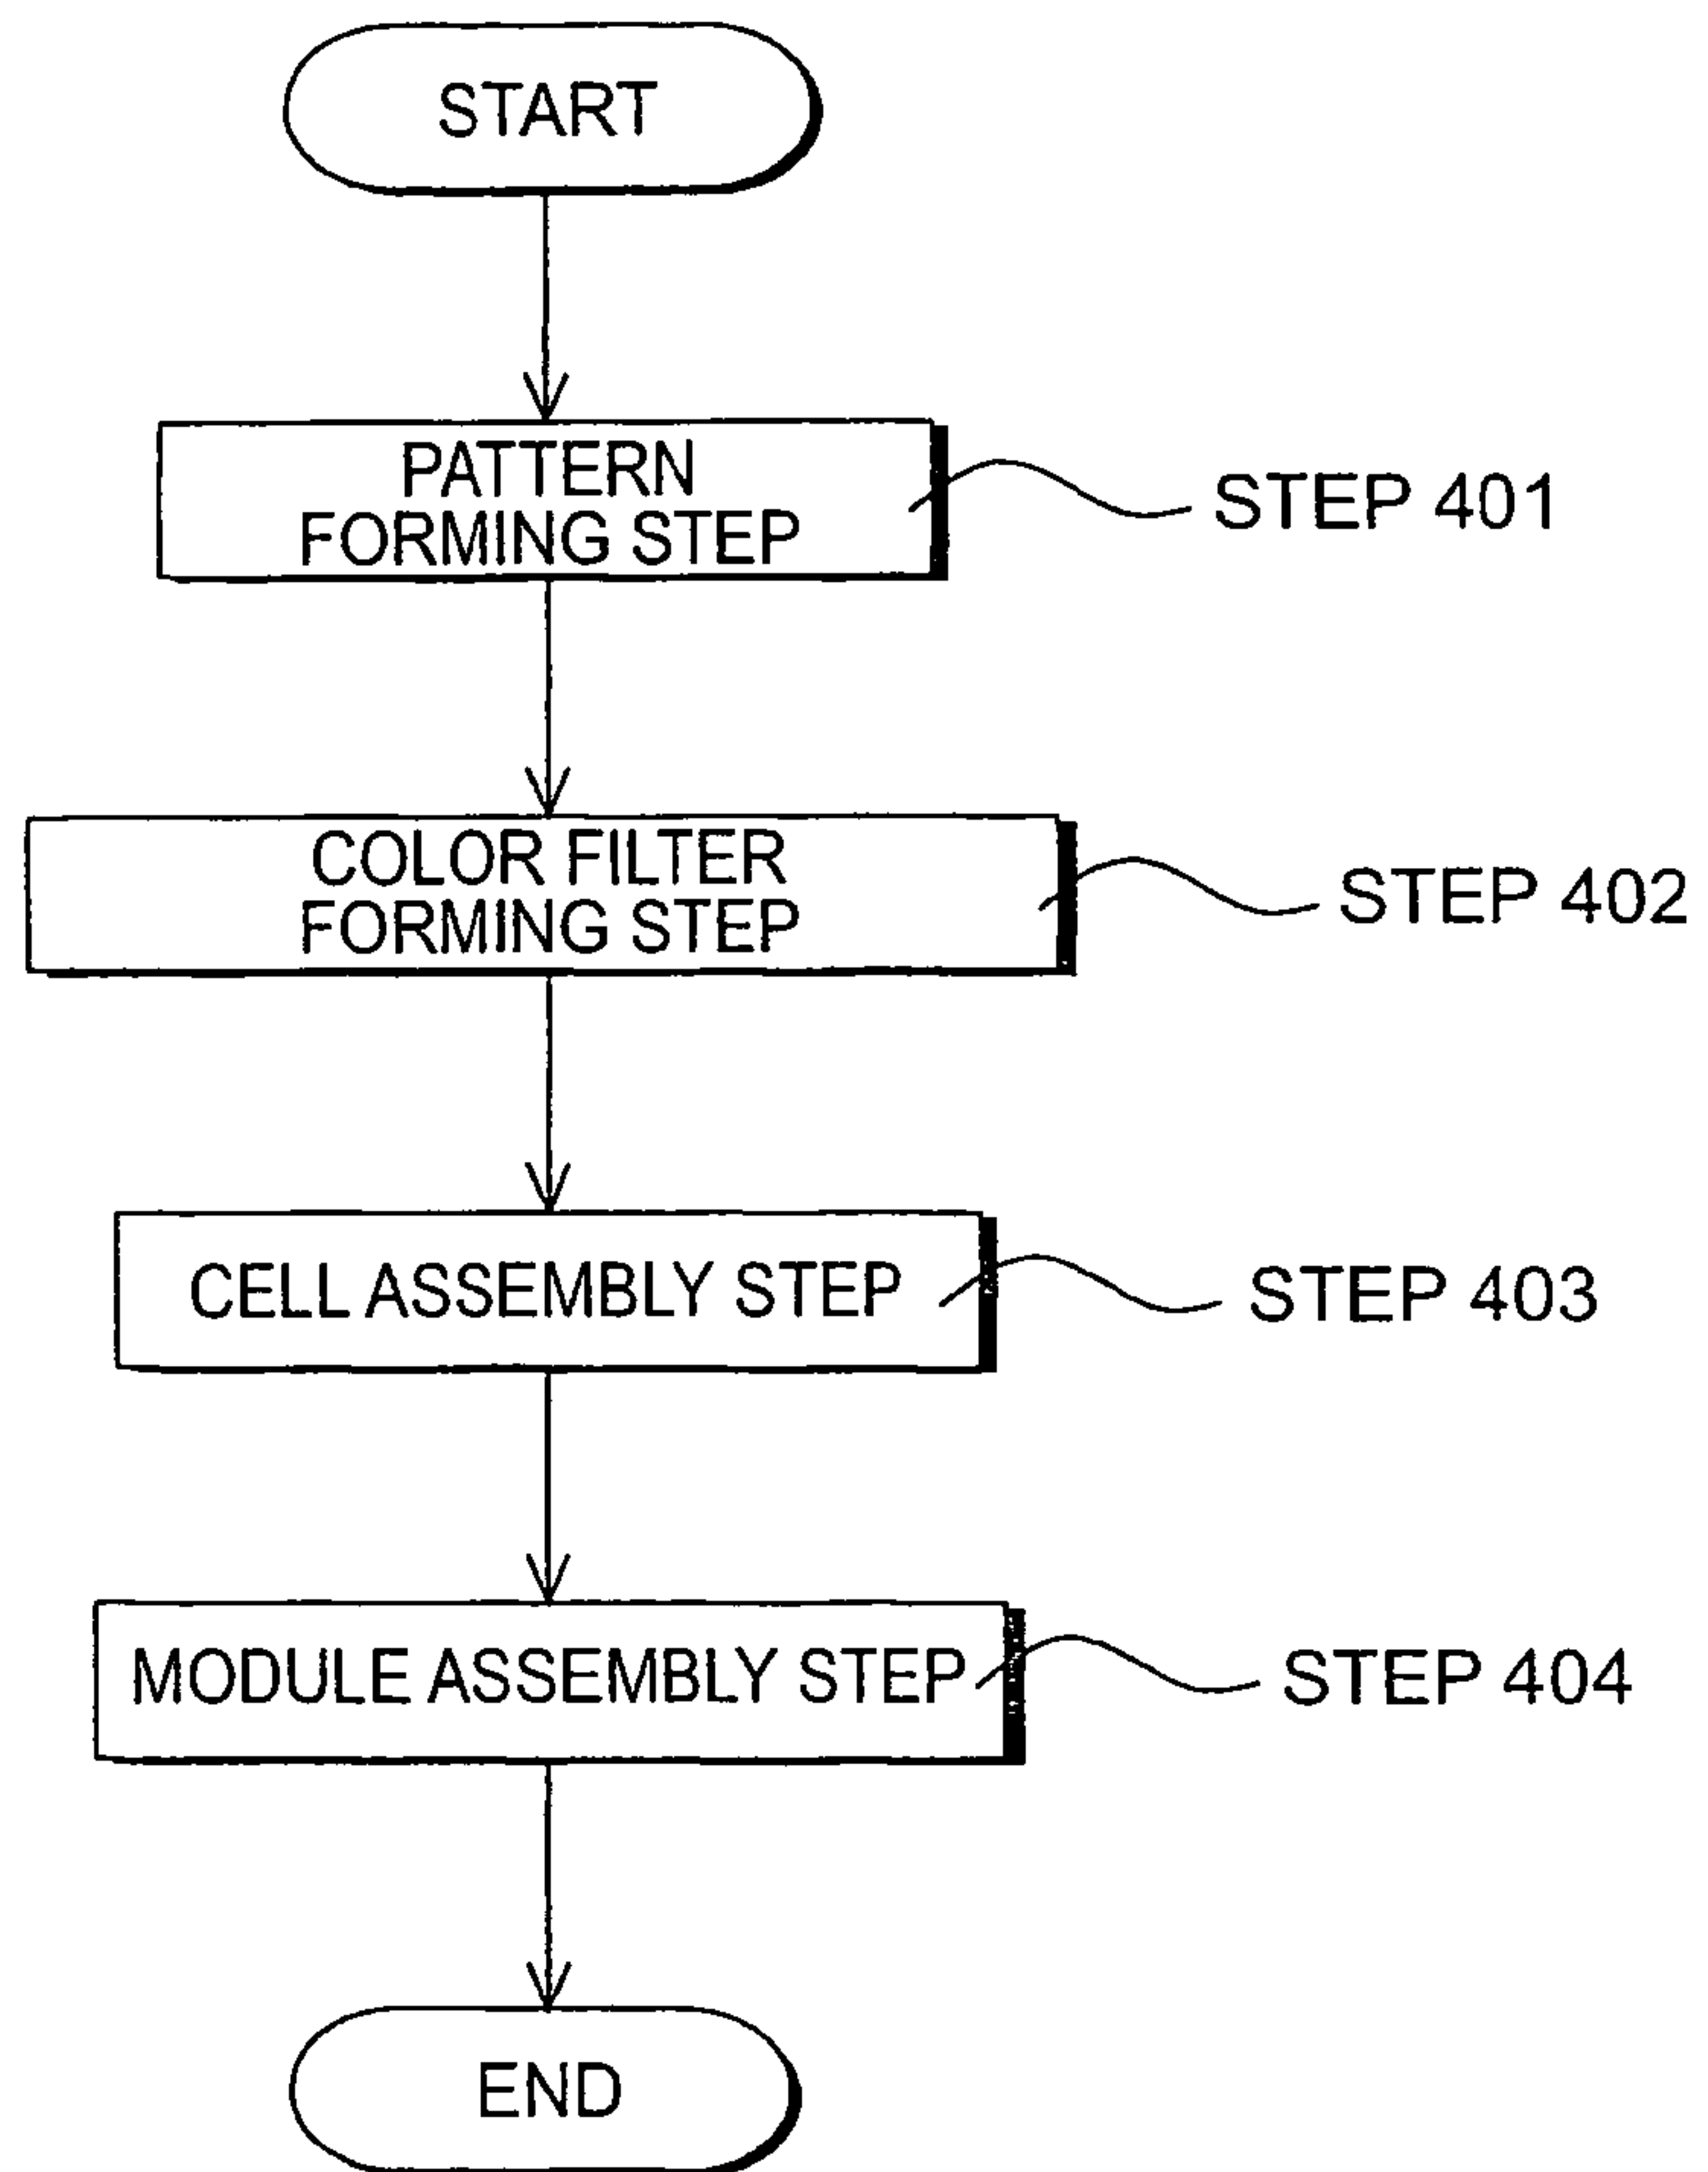 START
PATTERN
FORMING STEP
STEP 401
COLOR FILTER
FORMING STEP
STEP 402
CELL ASSEMBLY STEP
STEP 403
MODULE ASSEMBLY STEP
STEP 404
END